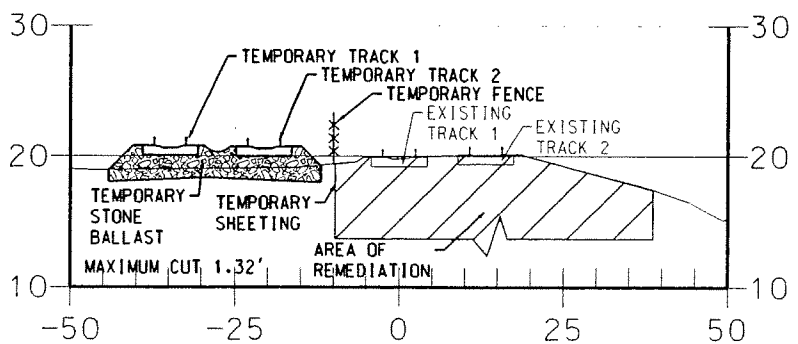 30
30
TEMPORARY TRACK 1
TEMPORARY TRACK 2
TEMPORARY FENCE
EXISTING
TRACK 1
EXISTING
TRACK 2
20
20
TEMPORARY
STONE
BALLAST
TEMPORARY
SHEETING
AREA OF
REMEDIATION
MAXIMUM CUT 1.32'
10
10
-50
-25
0
25
50